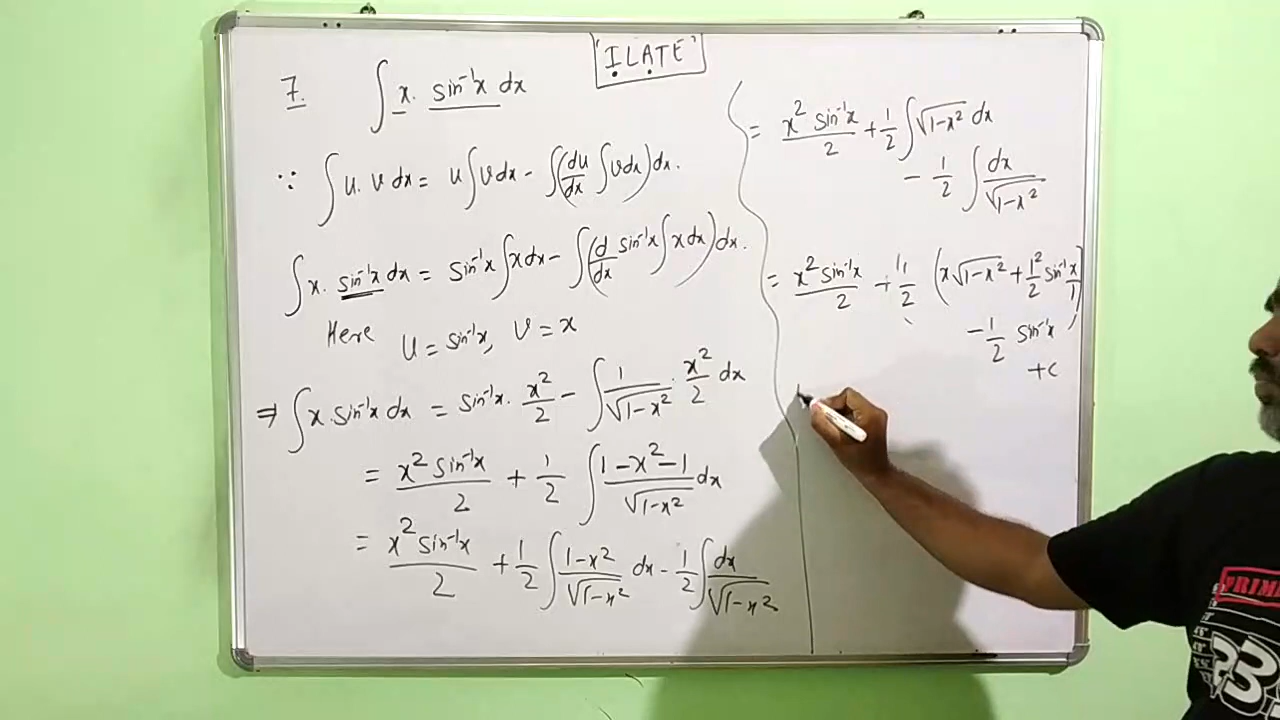 'ILATE'
7. ∫ x. sin⁻¹x dx
∵ ∫ u. v dx = u ∫ v dx - ∫ (du/dx ∫ v dx) dx.
∫ x. sin⁻¹x dx = sin⁻¹x ∫ x dx - ∫ (d/dx sin⁻¹x ∫ x dx) dx.
Here u = sin⁻¹x, v = x
⇒ ∫ x. sin⁻¹x dx = sin⁻¹x. x²/2 - ∫ 1/√(1-x²). x²/2 dx
= x² sin⁻¹x/2 + 1/2 ∫ (1-x²-1)/√(1-x²) dx
= x² sin⁻¹x/2 + 1/2 ∫ (1-x²)/√(1-x²) dx - 1/2 ∫ dx/√(1-x²)
= x² sin⁻¹x/2 + 1/2 ∫ √(1-x²) dx
- 1/2 ∫ dx/√(1-x²)
= x² sin⁻¹x/2 + 1/2 (x√(1-x²) + 1²/2 sin⁻¹x/1)
- 1/2 sin⁻¹x
+c
23